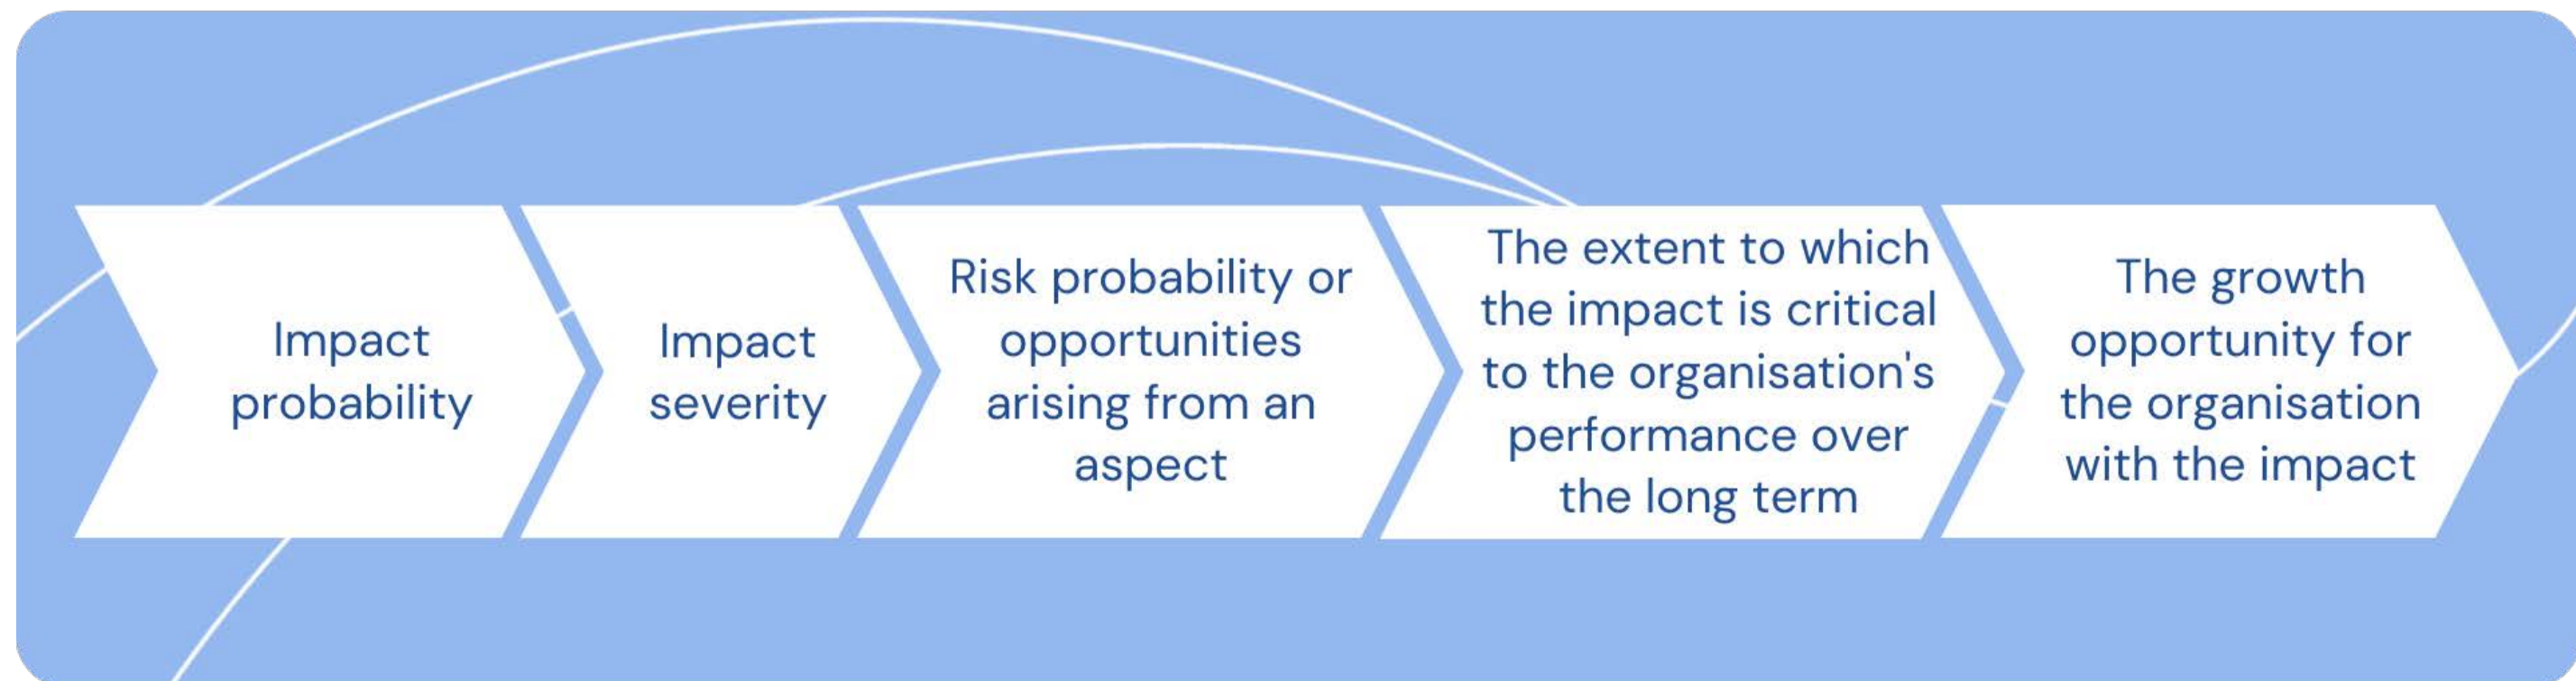 Impact
probability
Impact
severity
Risk probability or
opportunities
arising from an
aspect
The extent to which
the impact is critical
to the organisation's
performance over
the long term
The growth
opportunity for
the organisation
with the impact